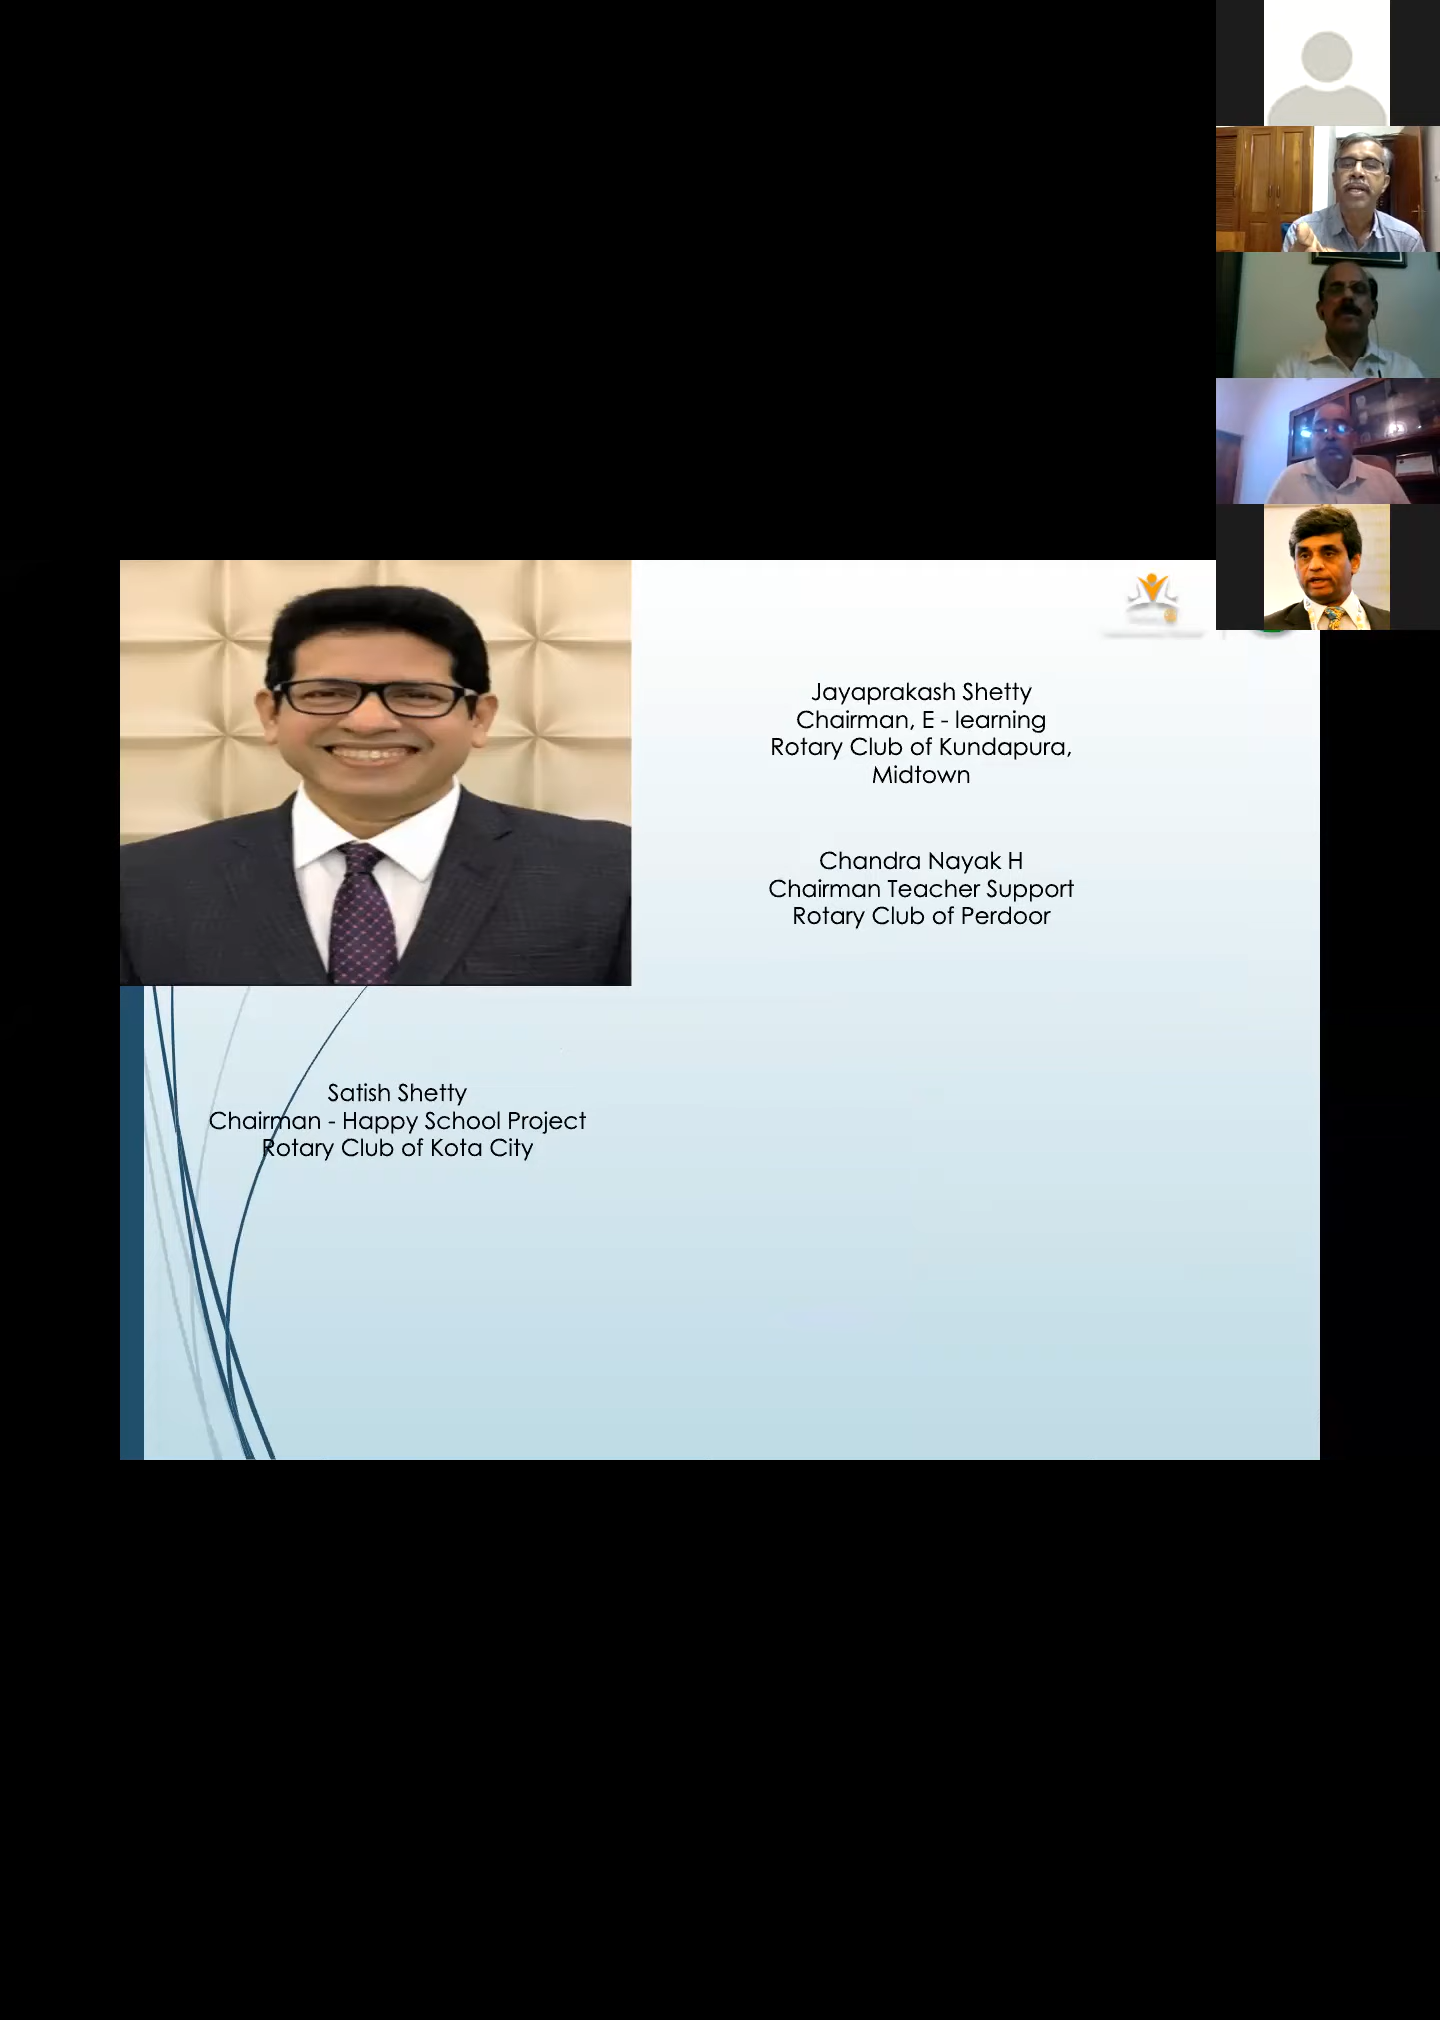 Jayaprakash Shetty
Chairman, E - learning
Rotary Club of Kundapura,
Midtown
Chandra Nayak H
Chairman Teacher Support
Rotary Club of Perdoor
Satish Shetty
Chairman - Happy School Project
Rotary Club of Kota City